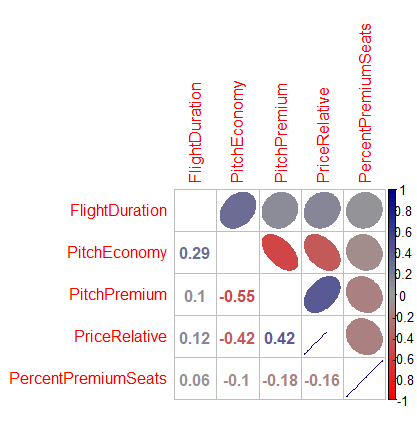 FlightDuration
PitchEconomy
PitchPremium
PriceRelative
PercentPremiumSeats
FlightDuration
PitchEconomy
0.29
PitchPremium
0.1 -0.55
PriceRelative
0.12 -0.42 0.42
PercentPremiumSeats
0.06 -0.1 -0.18 -0.16
1
0.8
0.6
0.4
0.2
0
-0.2
-0.4
-0.6
-0.8
-1